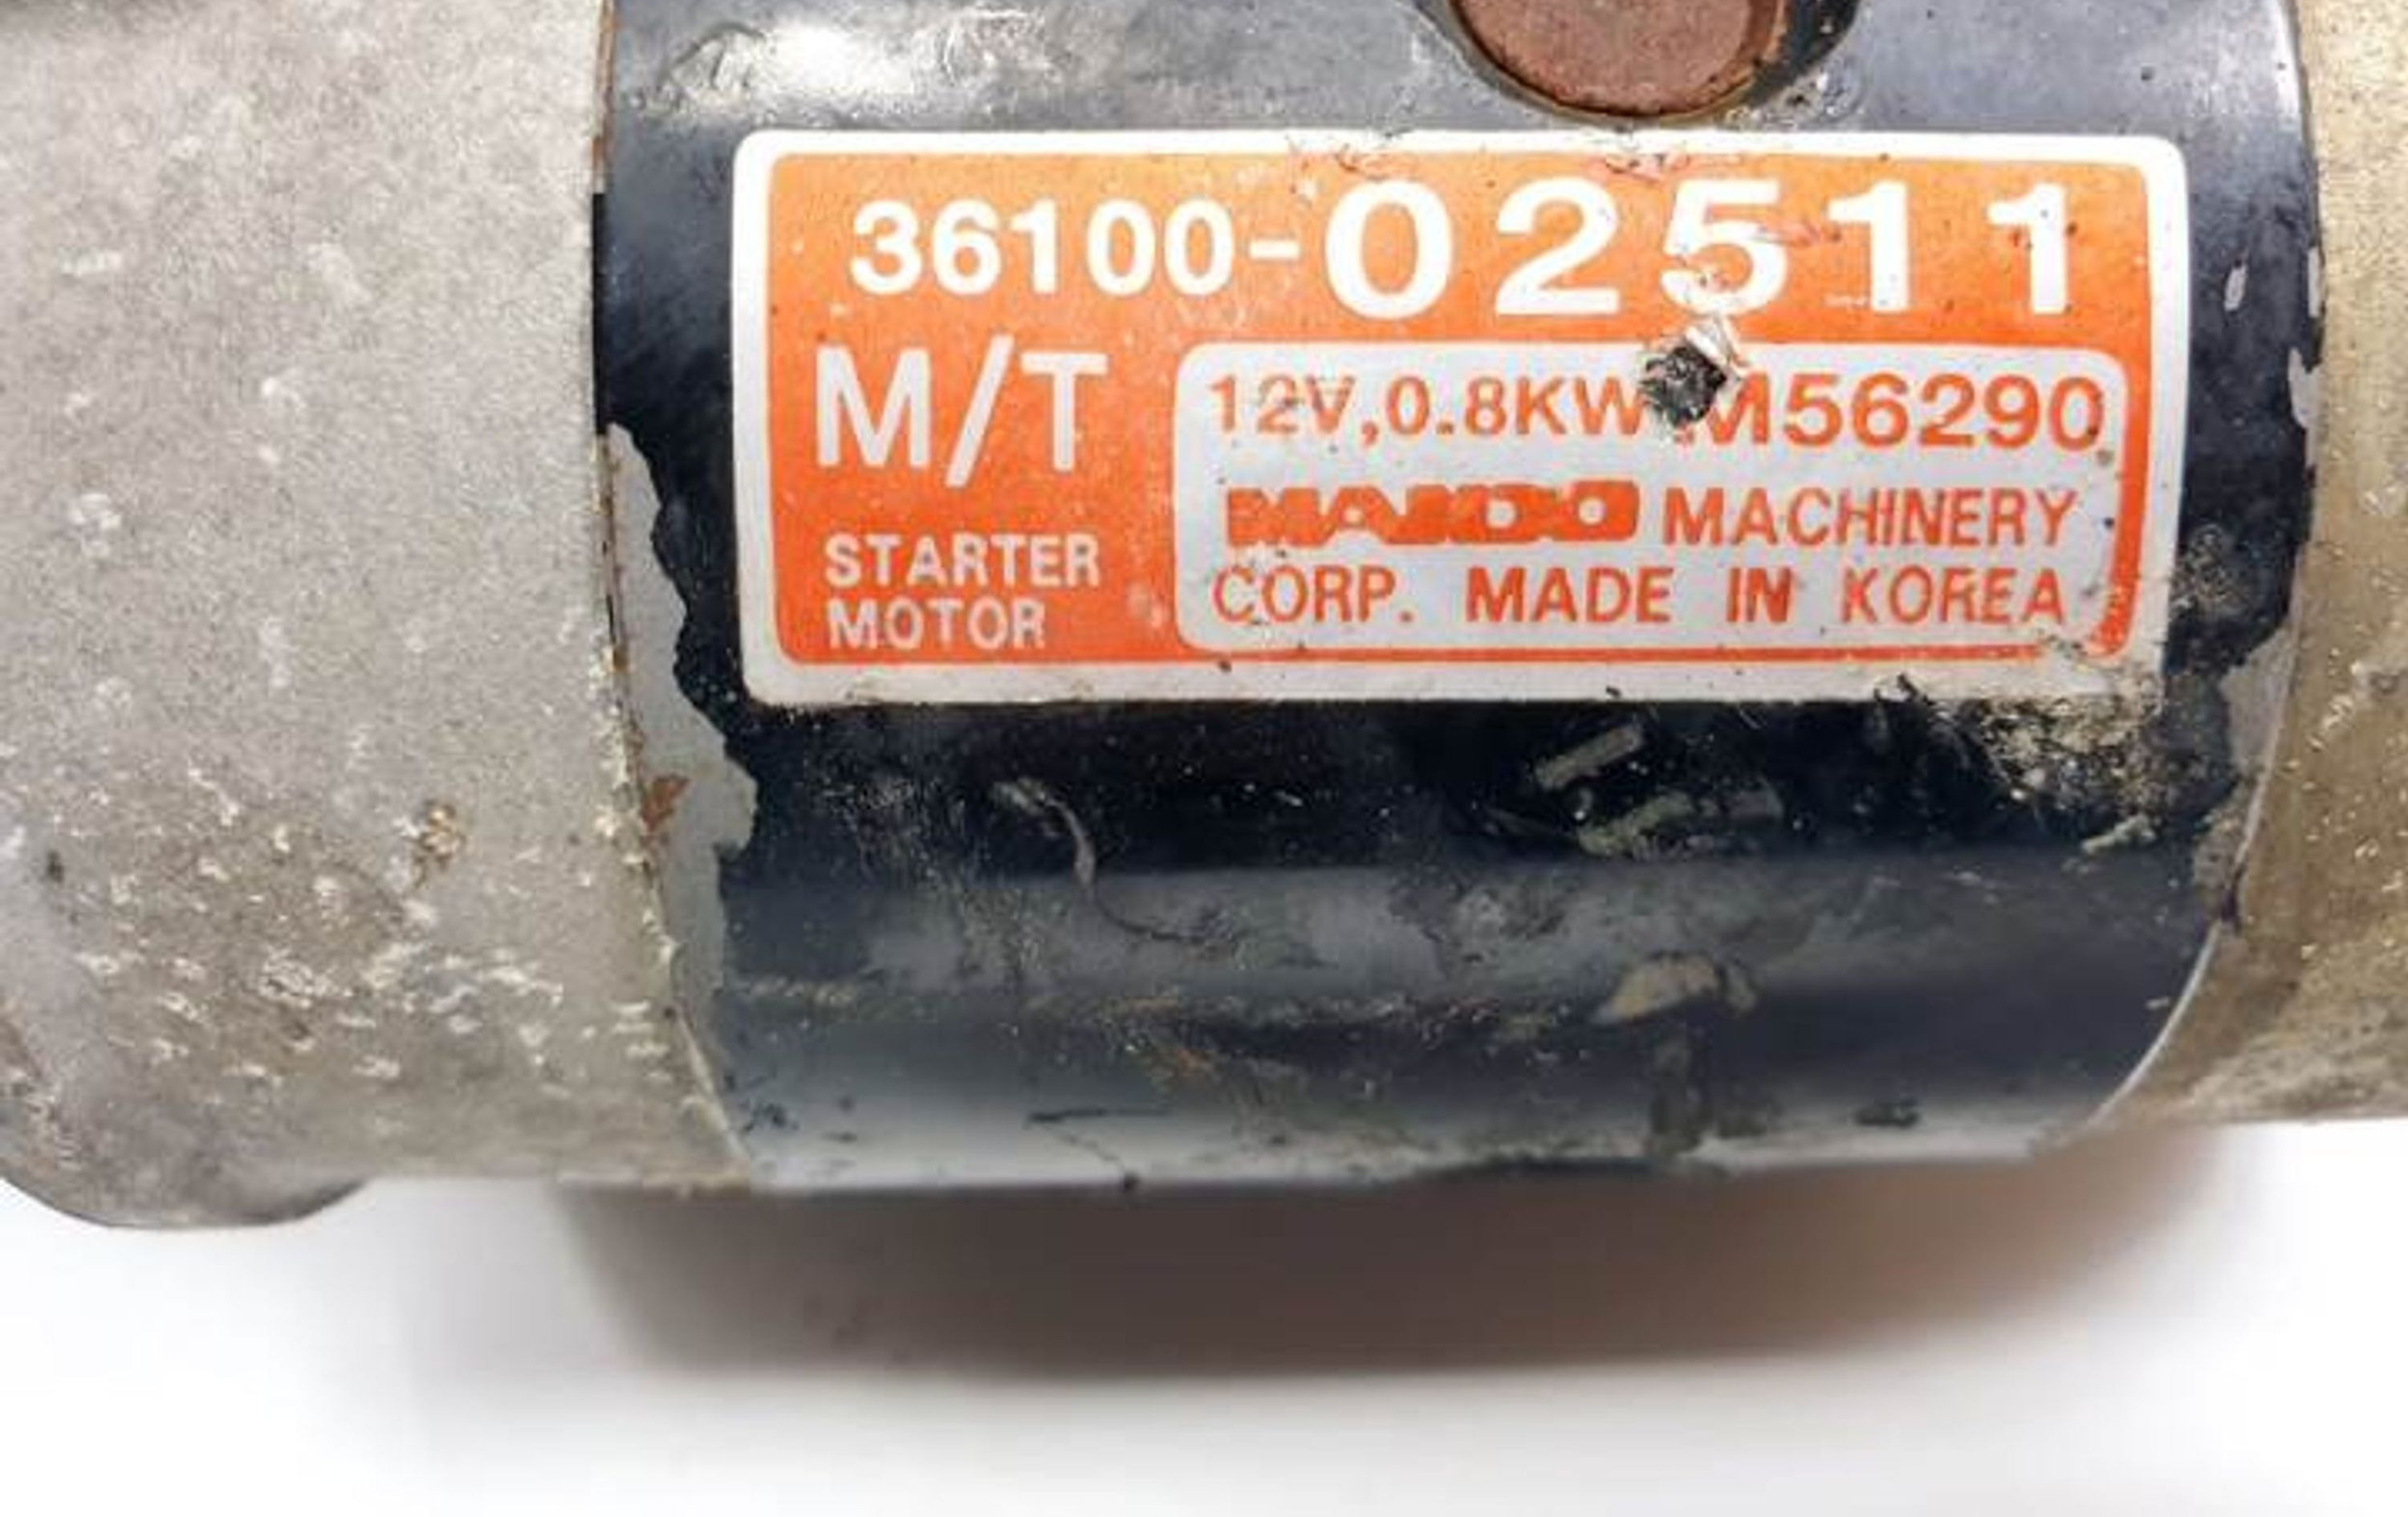 36100-02511
M/T
STARTER
MOTOR
12V,0.8KW M56290
MANDO MACHINERY
CORP. MADE IN KOREA